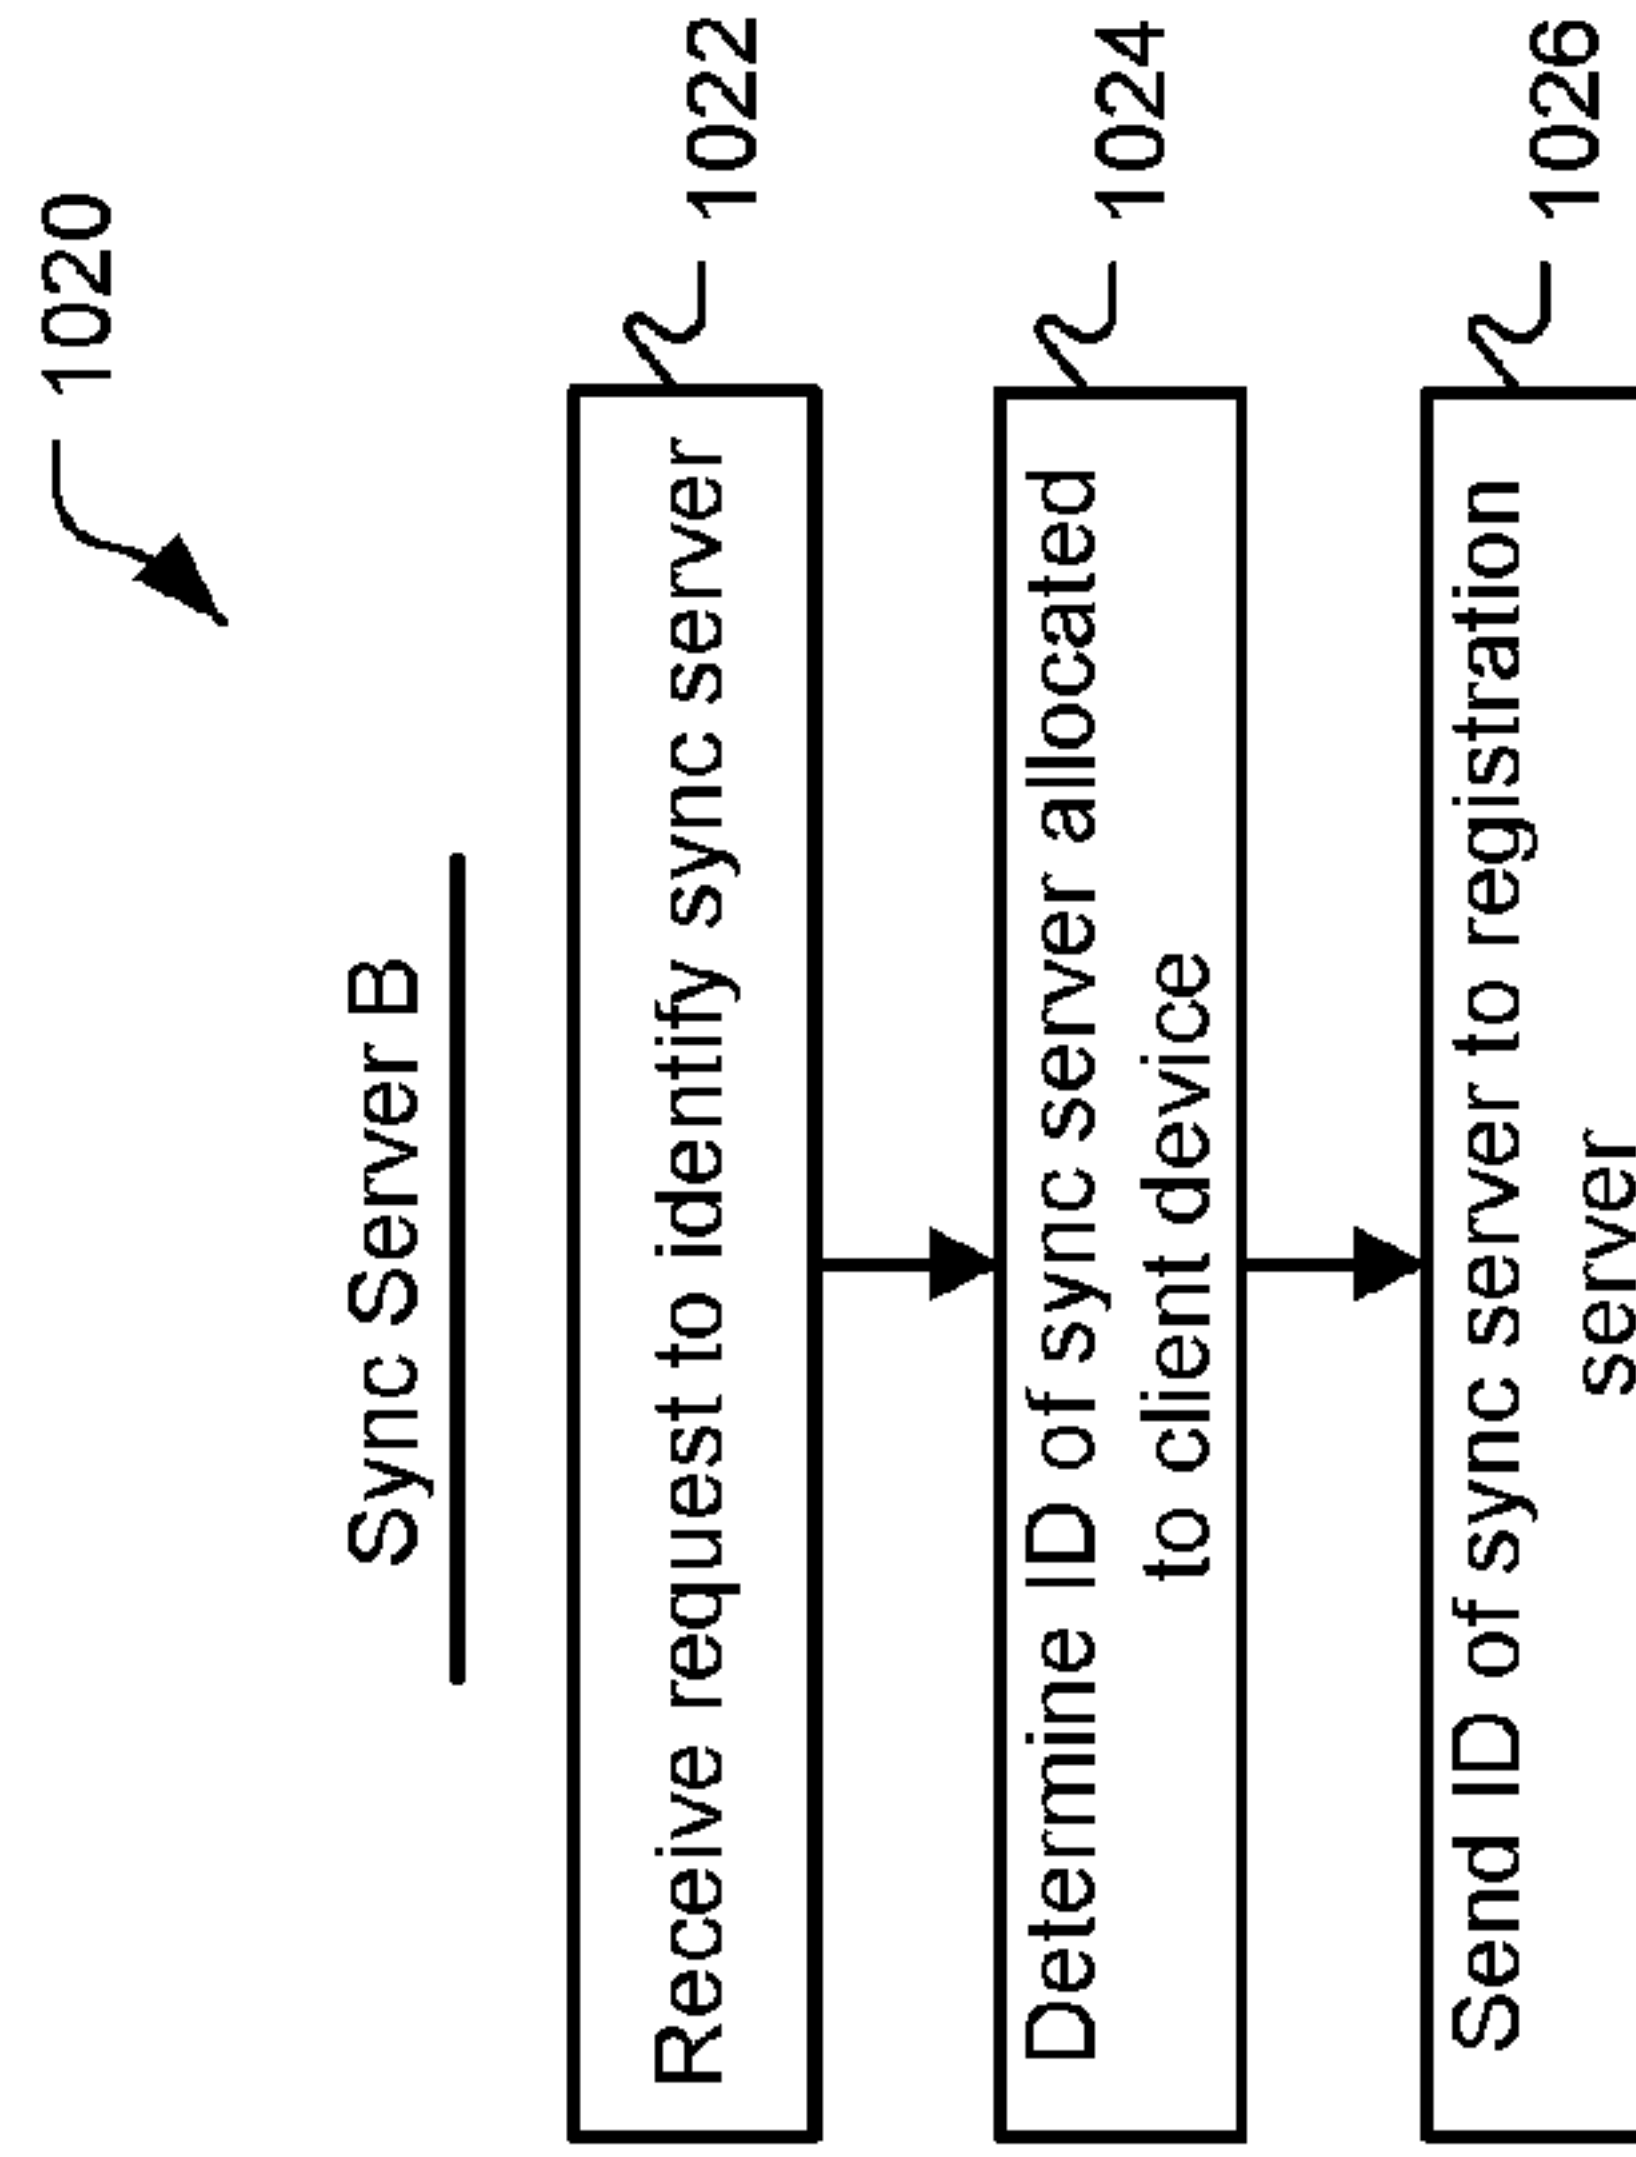 1020
Sync Server B
Receive request to identify sync server
1022
Determine ID of sync server allocated
to client device
1024
Send ID of sync server to registration
server
1026